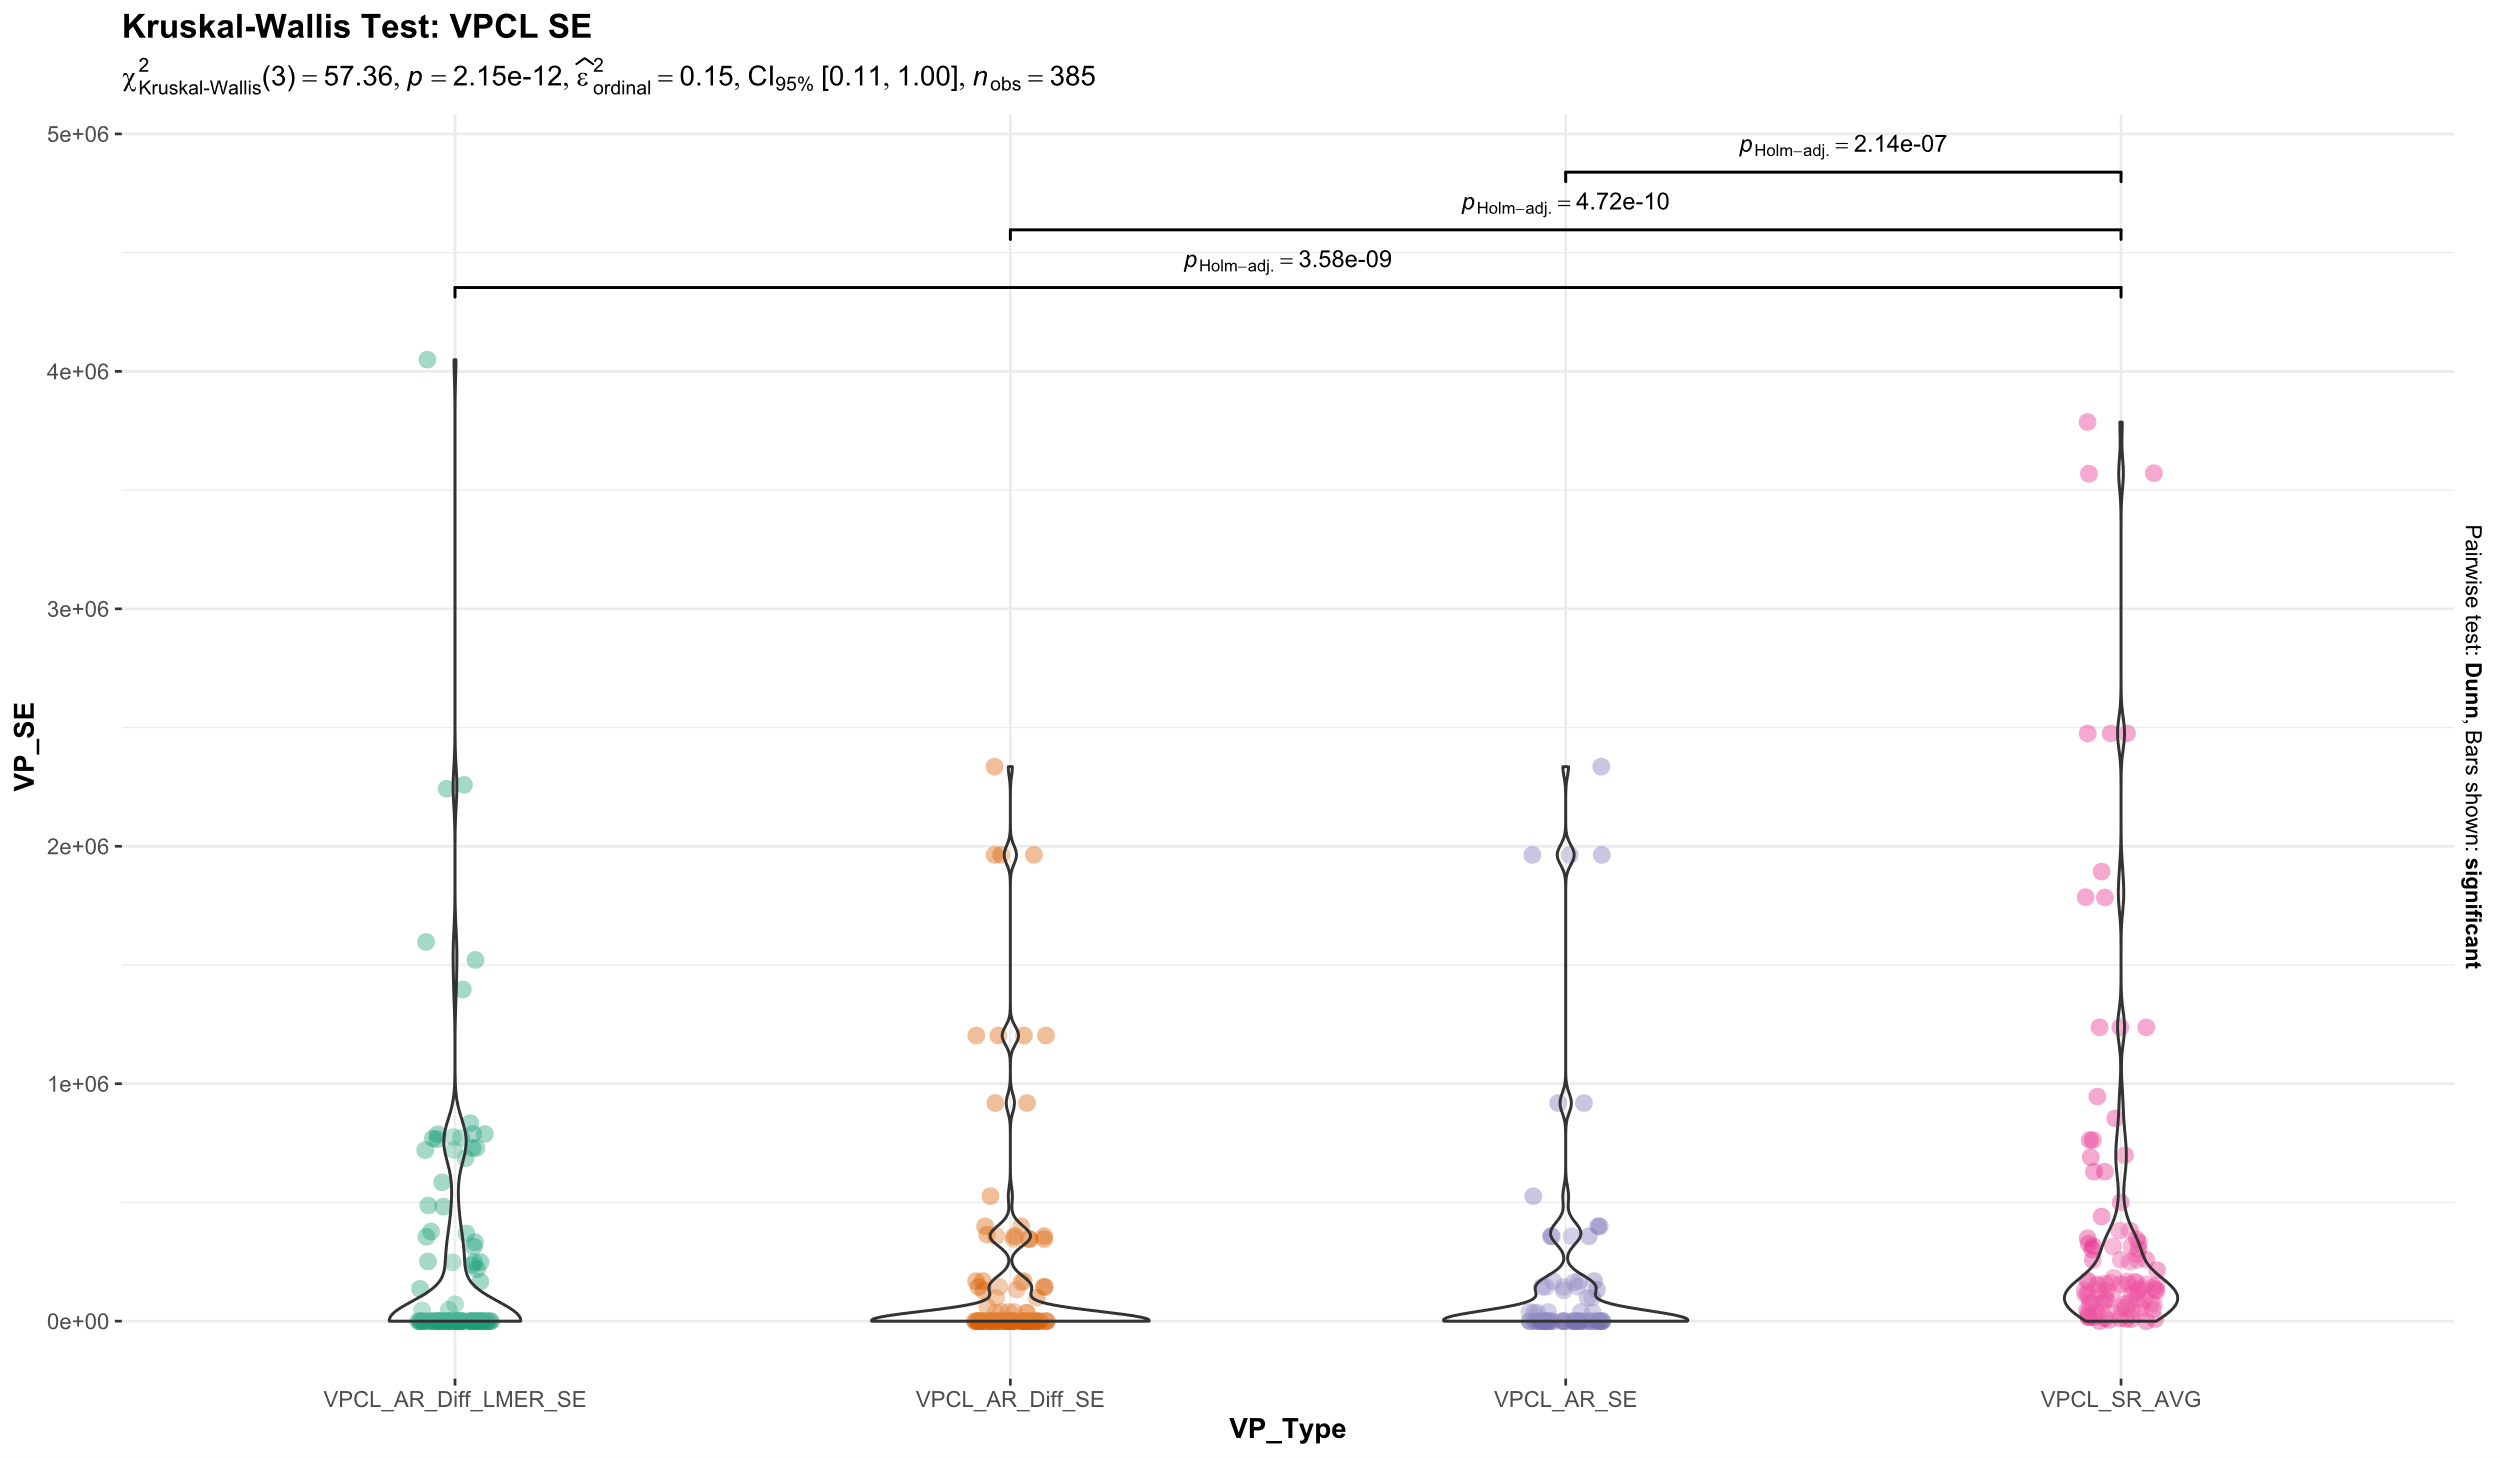 Kruskal-Wallis Test: VPCL SE
χ²Kruskal-Wallis(3) = 57.36, p = 2.15e-12, ε̂²ordinal = 0.15, CI95% [0.11, 1.00], nobs = 385
5e+06
4e+06
3e+06
2e+06
1e+06
0e+00
VP_SE
pHolm−adj. = 2.14e-07
pHolm−adj. = 4.72e-10
pHolm−adj. = 3.58e-09
Pairwise test: Dunn, Bars shown: significant
VPCL_AR_Diff_LMER_SE
VPCL_AR_Diff_SE
VPCL_AR_SE
VPCL_SR_AVG
VP_Type